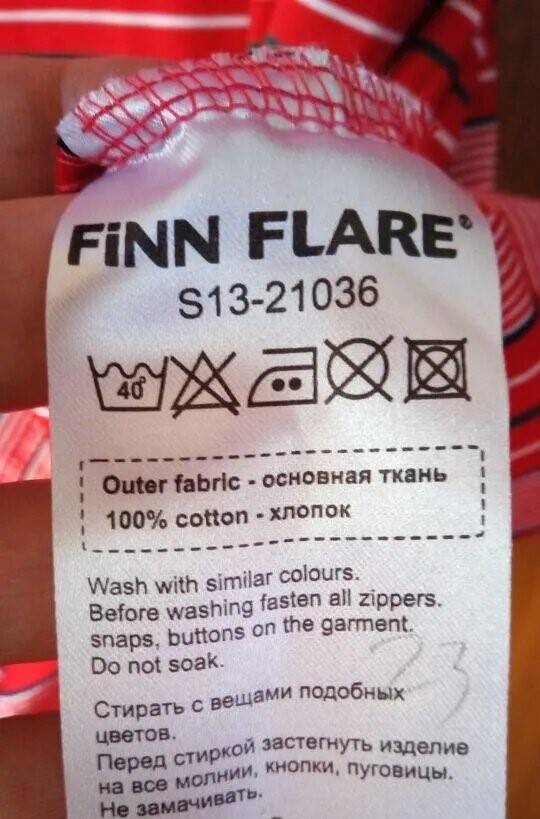 FiNN FLARE®
S13-21036
40°
Outer fabric - основная ткань
100% cotton - хлопок
Wash with similar colours.
Before washing fasten all zippers.
snaps, buttons on the garment.
Do not soak.
23
Стирать с вещами подобных
цветов.
Перед стиркой застегнуть изделие
на все молнии, кнопки, пуговицы.
Не замачивать.